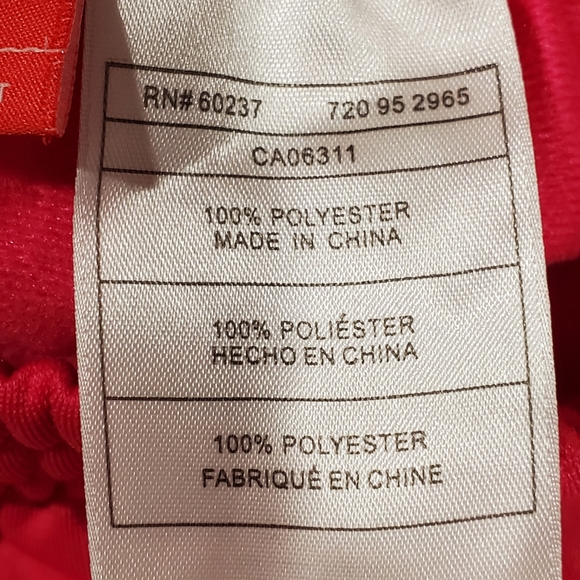 RN# 60237 720 95 2965
CA06311
100% POLYESTER
MADE IN CHINA
100% POLIÉSTER
HECHO EN CHINA
100% POLYESTER
FABRIQUÉ EN CHINE